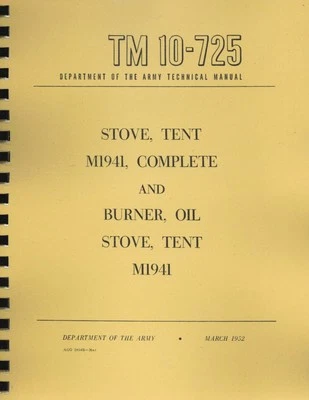 TM 10-725
DEPARTMENT OF THE ARMY TECHNICAL MANUAL
STOVE, TENT
M1941, COMPLETE
AND
BURNER, OIL
STOVE, TENT
M1941
DEPARTMENT OF THE ARMY • MARCH 1952